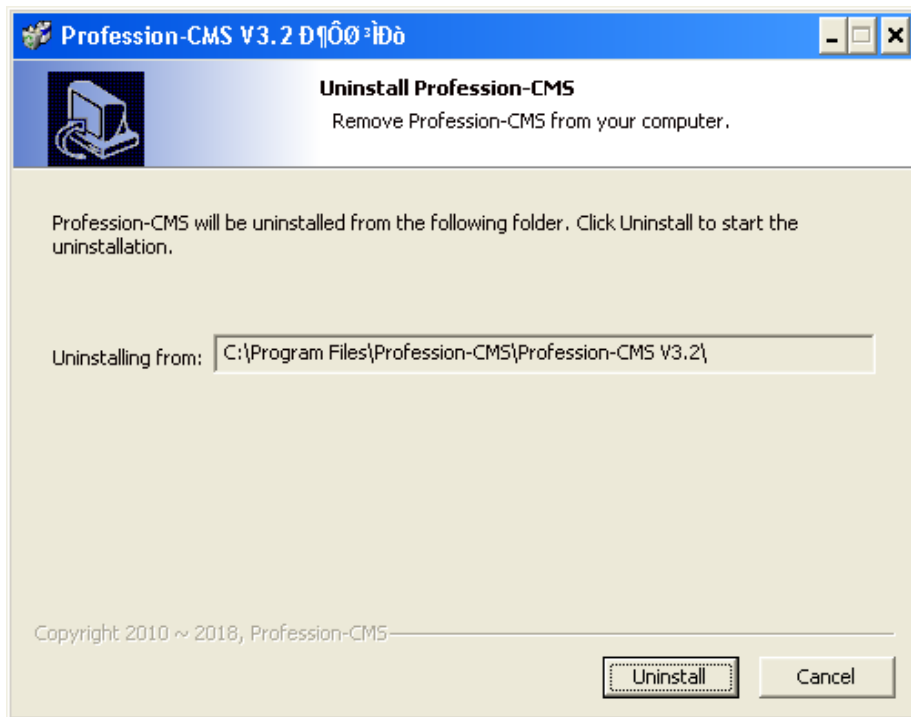 Profession-CMS V3.2 Ð¶ÔØ³ÌÐò
Uninstall Profession-CMS
Remove Profession-CMS from your computer.
Profession-CMS will be uninstalled from the following folder. Click Uninstall to start the
uninstallation.
Uninstalling from: C:\Program Files\Profession-CMS\Profession-CMS V3.2\
Copyright 2010 ~ 2018, Profession-CMS
Uninstall Cancel